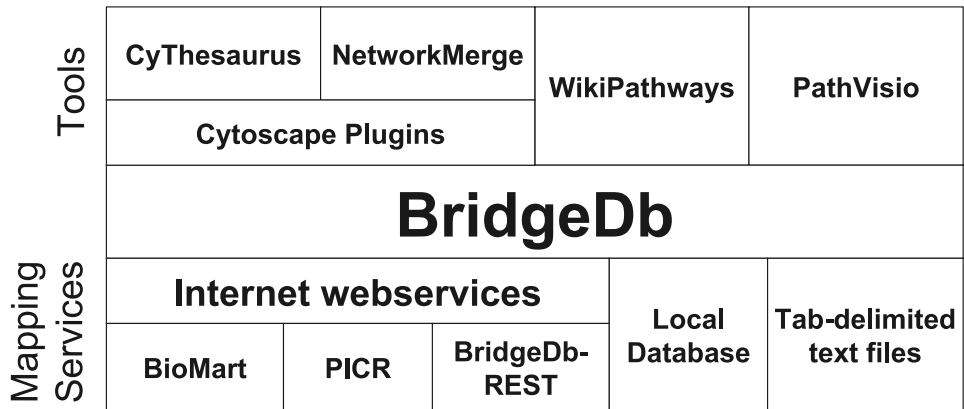 Tools
CyThesaurus
NetworkMerge
WikiPathways
PathVisio
Cytoscape Plugins
BridgeDb
Mapping
Services
Internet webservices
Local
Database
Tab-delimited
text files
BioMart
PICR
BridgeDb-
REST